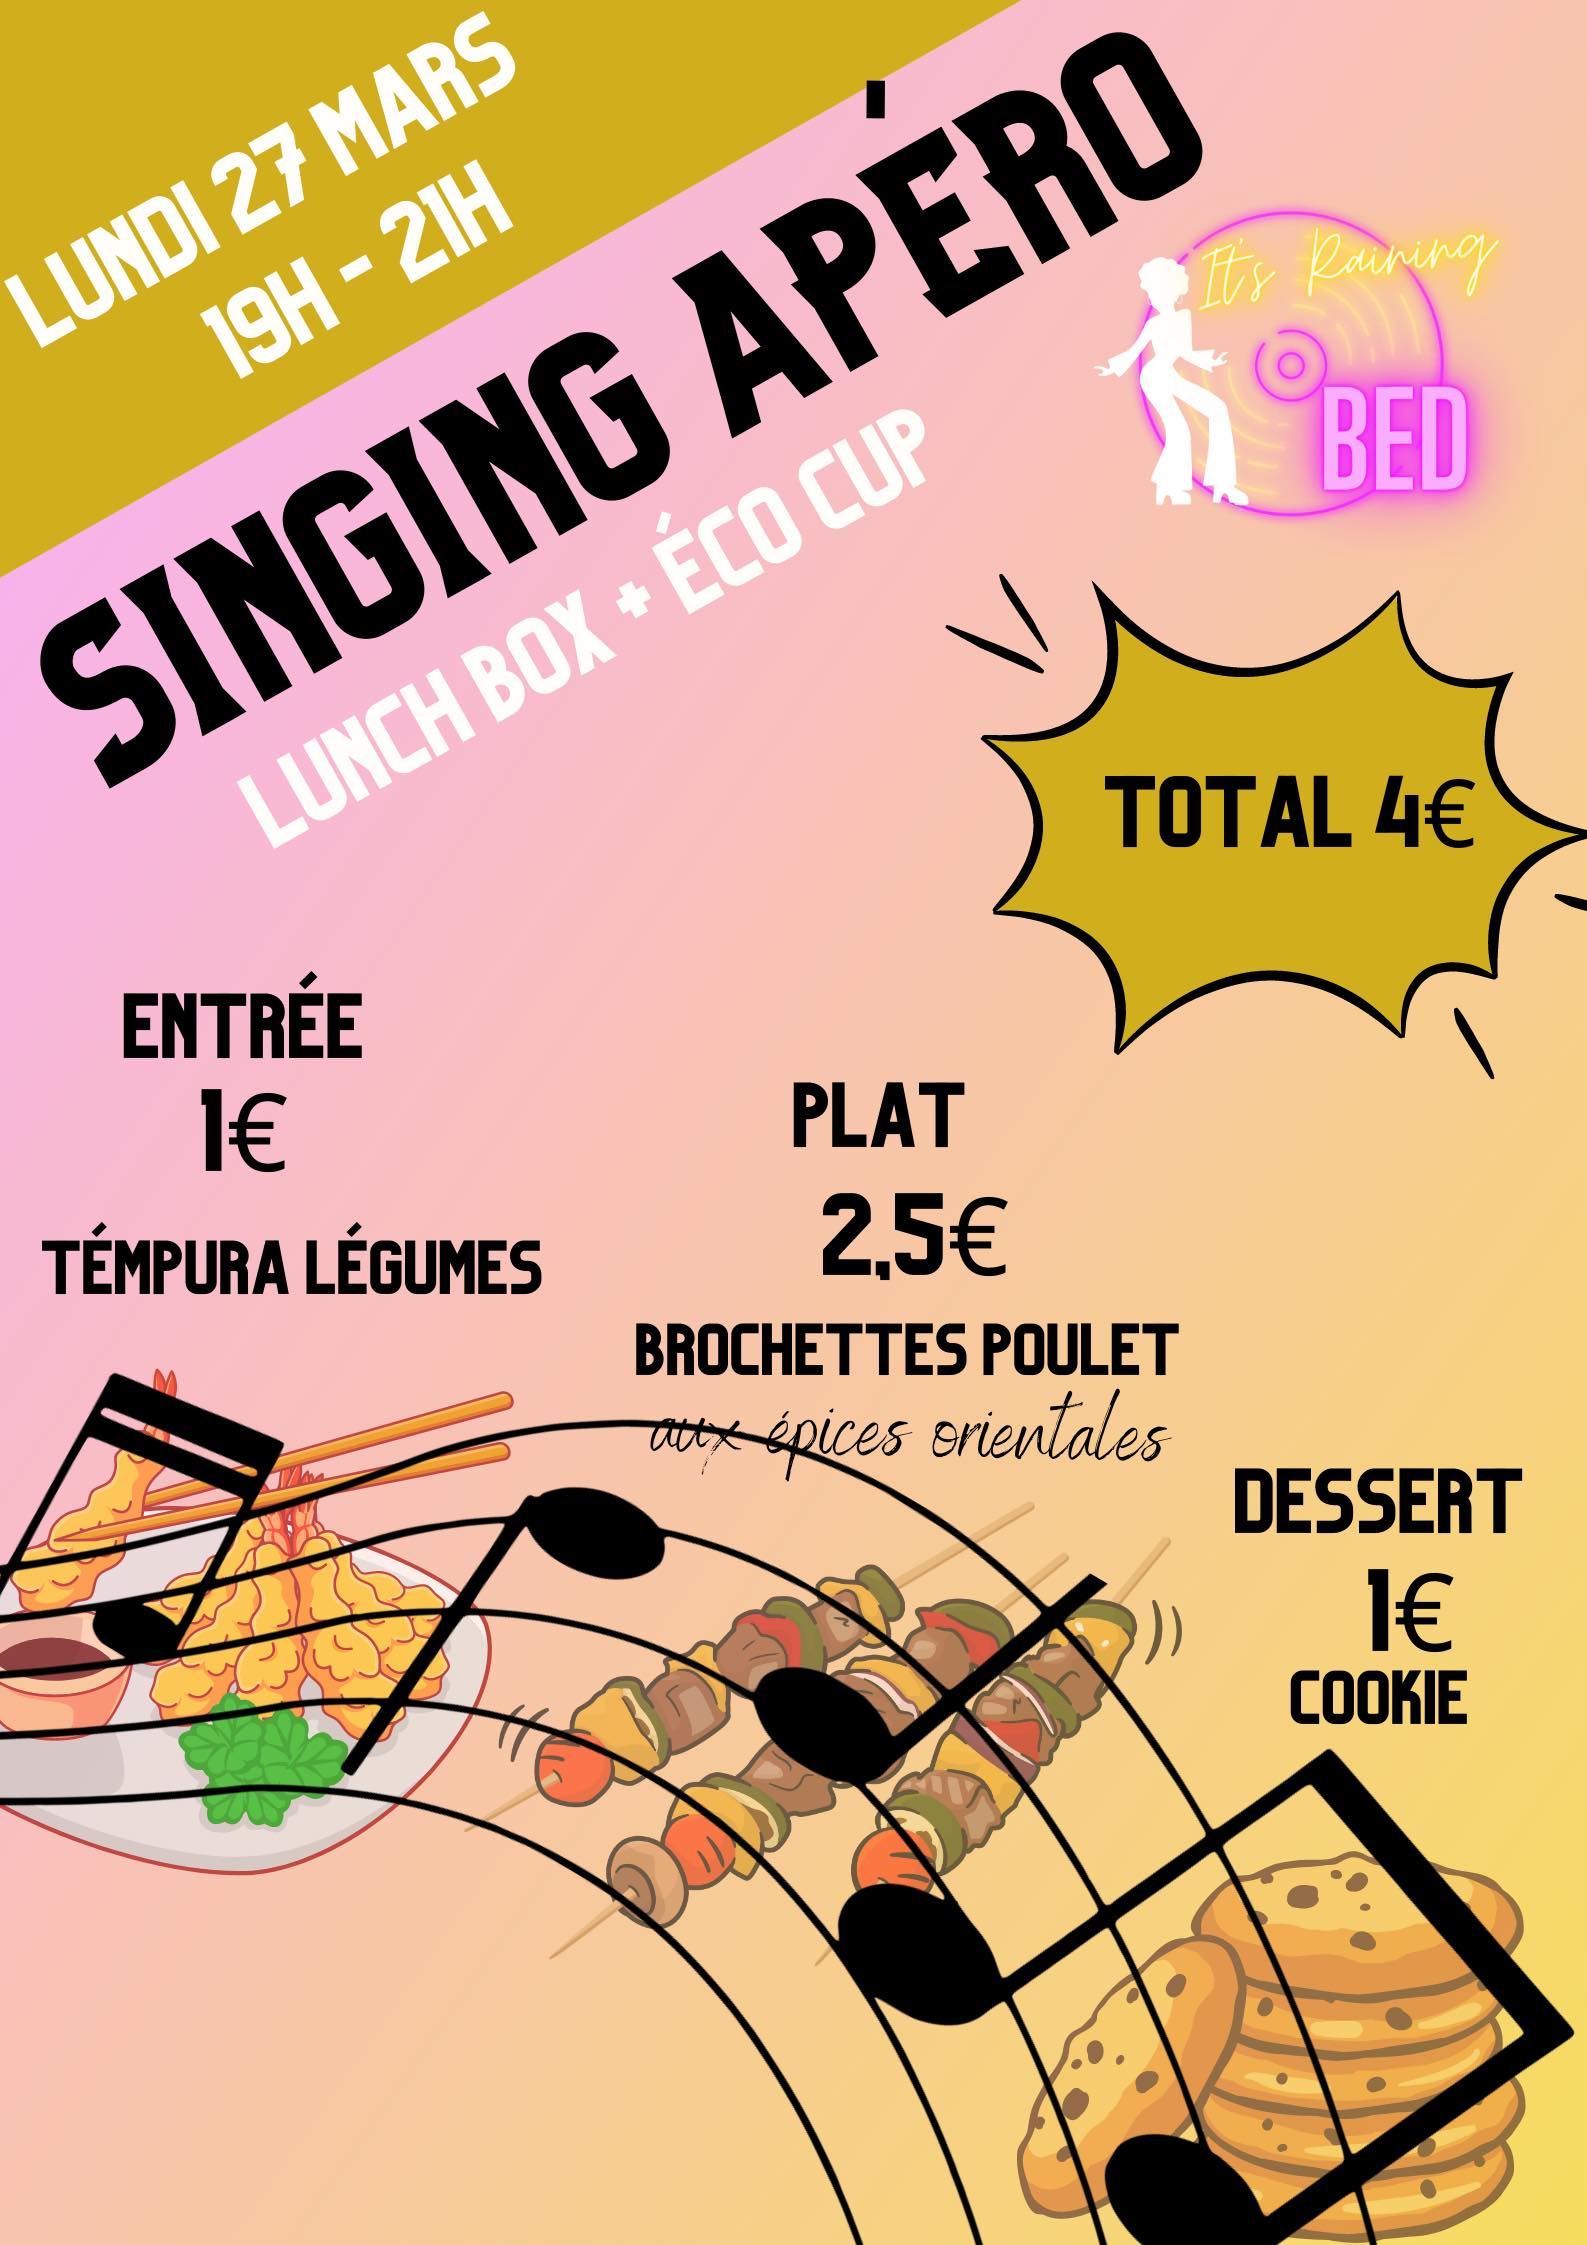 LUNDI 27 MARS
19H - 21H
SINGING APÉRO
LUNCH BOX + ÉCO CUP
It's Raining
BED
TOTAL 4€
ENTRÉE
1€
TÉMPURA LÉGUMES
PLAT
2,5€
BROCHETTES POULET
aux épices orientales
DESSERT
1€
COOKIE